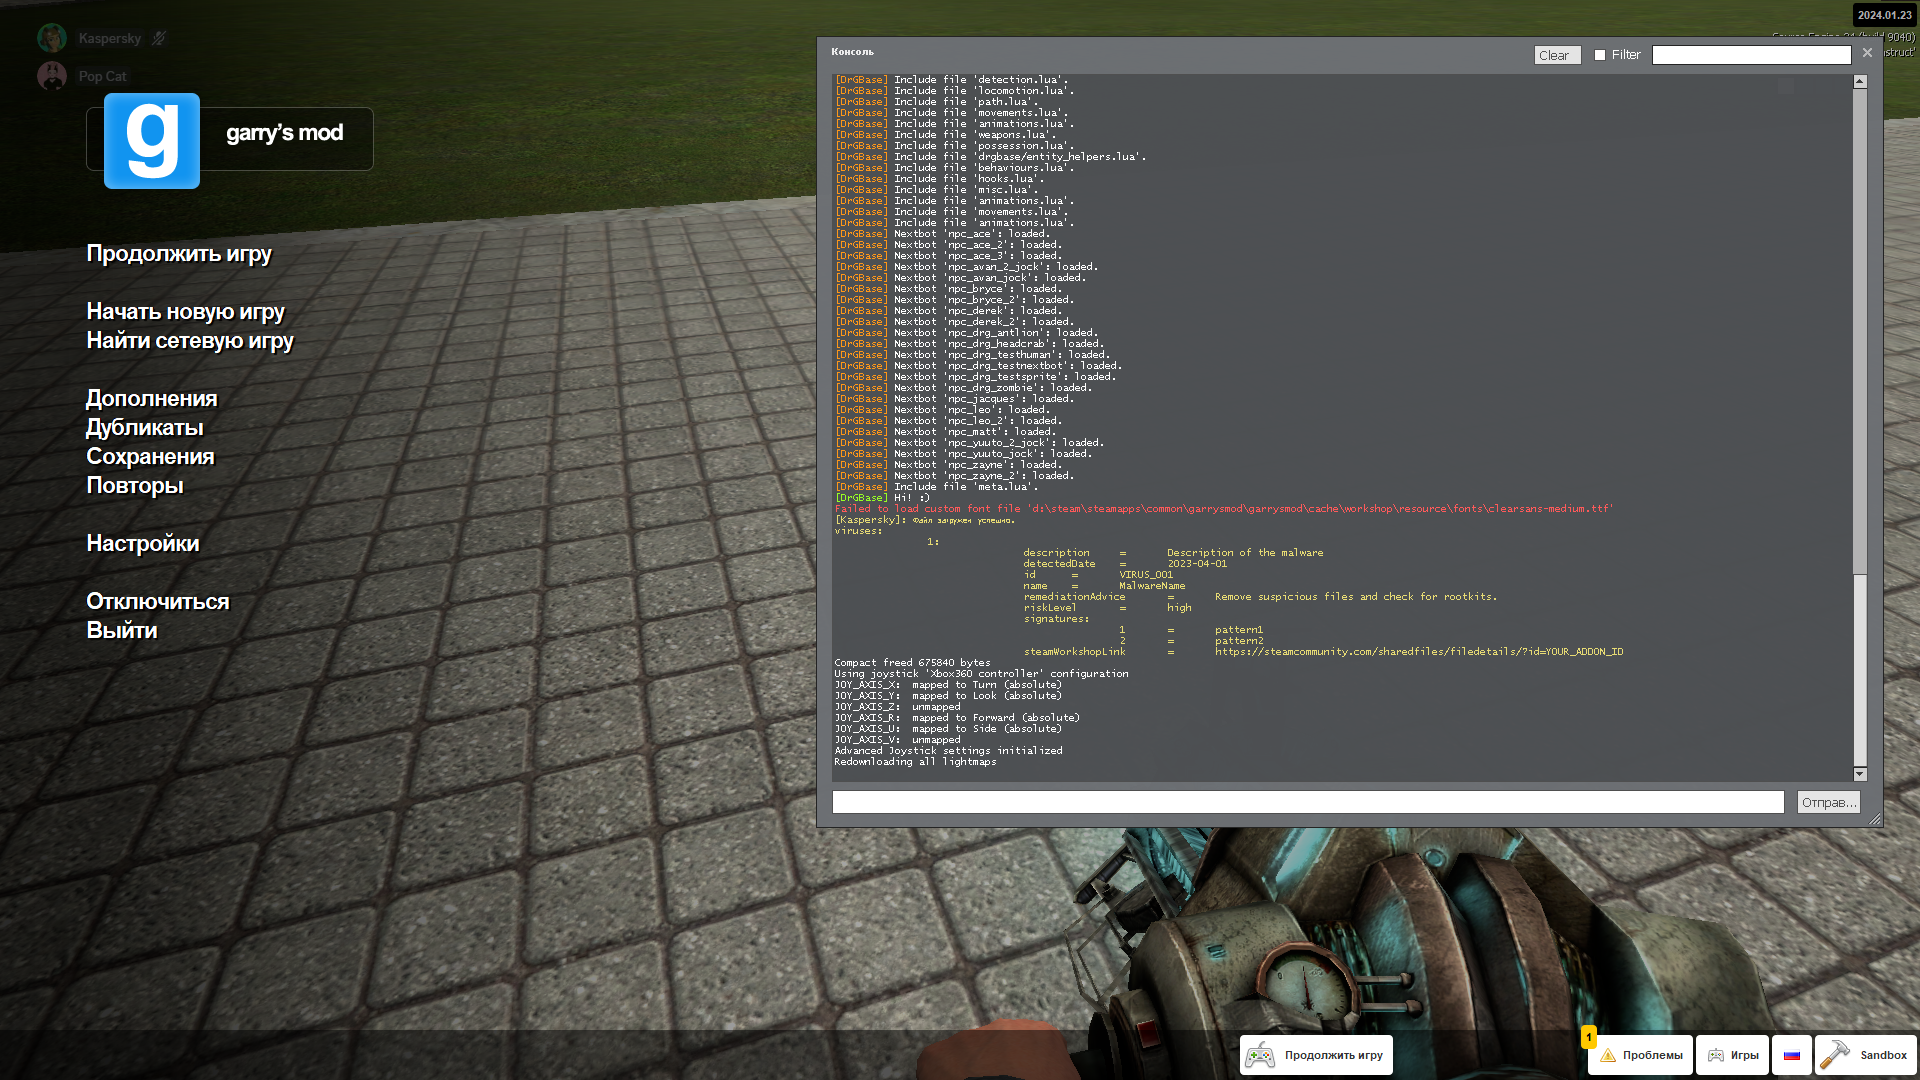 Kaspersky
Pop Cat
g
garry's mod
Продолжить игру
Начать новую игру
Найти сетевую игру
Дополнения
Дубликаты
Сохранения
Повторы
Настройки
Отключиться
Выйти
2024.01.23
Консоль
Clear
Filter
[DrGBase] Include file 'detection.lua'.
[DrGBase] Include file 'locomotion.lua'.
[DrGBase] Include file 'path.lua'.
[DrGBase] Include file 'movements.lua'.
[DrGBase] Include file 'animations.lua'.
[DrGBase] Include file 'weapons.lua'.
[DrGBase] Include file 'possession.lua'.
[DrGBase] Include file 'drgbase/entity_helpers.lua'.
[DrGBase] Include file 'behaviours.lua'.
[DrGBase] Include file 'hooks.lua'.
[DrGBase] Include file 'misc.lua'.
[DrGBase] Include file 'animations.lua'.
[DrGBase] Include file 'movements.lua'.
[DrGBase] Include file 'animations.lua'.
[DrGBase] Nextbot 'npc_ace': loaded.
[DrGBase] Nextbot 'npc_ace_2': loaded.
[DrGBase] Nextbot 'npc_ace_3': loaded.
[DrGBase] Nextbot 'npc_avan_2_jock': loaded.
[DrGBase] Nextbot 'npc_avan_jock': loaded.
[DrGBase] Nextbot 'npc_bryce': loaded.
[DrGBase] Nextbot 'npc_bryce_2': loaded.
[DrGBase] Nextbot 'npc_derek': loaded.
[DrGBase] Nextbot 'npc_derek_2': loaded.
[DrGBase] Nextbot 'npc_drg_antlion': loaded.
[DrGBase] Nextbot 'npc_drg_headcrab': loaded.
[DrGBase] Nextbot 'npc_drg_testhuman': loaded.
[DrGBase] Nextbot 'npc_drg_testnextbot': loaded.
[DrGBase] Nextbot 'npc_drg_testsprite': loaded.
[DrGBase] Nextbot 'npc_drg_zombie': loaded.
[DrGBase] Nextbot 'npc_jacques': loaded.
[DrGBase] Nextbot 'npc_leo': loaded.
[DrGBase] Nextbot 'npc_leo_2': loaded.
[DrGBase] Nextbot 'npc_matt': loaded.
[DrGBase] Nextbot 'npc_yuuto_2_jock': loaded.
[DrGBase] Nextbot 'npc_yuuto_jock': loaded.
[DrGBase] Nextbot 'npc_zayne': loaded.
[DrGBase] Nextbot 'npc_zayne_2': loaded.
[DrGBase] Include file 'meta.lua'.
[DrGBase] Hi! :)
Failed to load custom font file 'd:\steam\steamapps\common\garrysmod\garrysmod\cache\workshop\resource\fonts\clearsans-medium.ttf'
[Kaspersky]: Файл загружен успешно.
viruses:
1:
description = Description of the malware
detectedDate = 2023-04-01
id = VIRUS_001
name = MalwareName
remediationAdvice = Remove suspicious files and check for rootkits.
riskLevel = high
signatures:
1 = pattern1
2 = pattern2
steamWorkshopLink = https://steamcommunity.com/sharedfiles/filedetails/?id=YOUR_ADDON_ID
Compact freed 675840 bytes
Using joystick 'Xbox360 controller' configuration
JOY_AXIS_X: mapped to Turn (absolute)
JOY_AXIS_Y: mapped to Look (absolute)
JOY_AXIS_Z: unmapped
JOY_AXIS_R: mapped to Forward (absolute)
JOY_AXIS_U: mapped to Side (absolute)
JOY_AXIS_V: unmapped
Advanced Joystick settings initialized
Redownloading all lightmaps
Отправ...
Продолжить игру
1
Проблемы
Игры
Sandbox